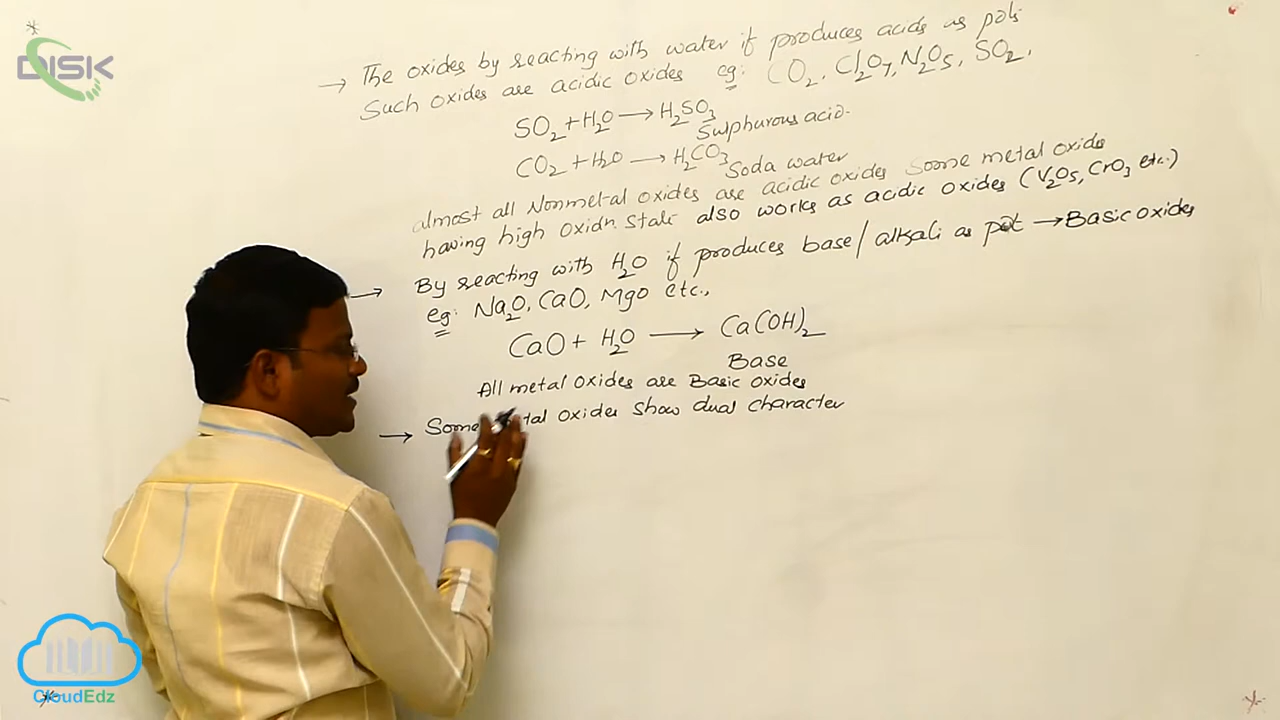 DISK
→ The oxides by reacting with water if produces acids as pdts
Such oxides are acidic oxides eg: CO2, Cl2O7, N2O5, SO2,
SO2 + H2O → H2SO3
Sulphurous acid.
CO2 + H2O → H2CO3
Soda water
almost all Nonmetal oxides are acidic oxides Some metal oxide
having high oxidn. state also works as acidic oxides (V2O5, CrO3 etc.)
→ By reacting with H2O if produces base/alkali as pdt → Basic oxides
eg: Na2O, CaO, MgO etc.,
CaO + H2O → Ca(OH)2
Base
All metal oxides are Basic oxides
→ Some metal oxides show dual character
CloudEdz